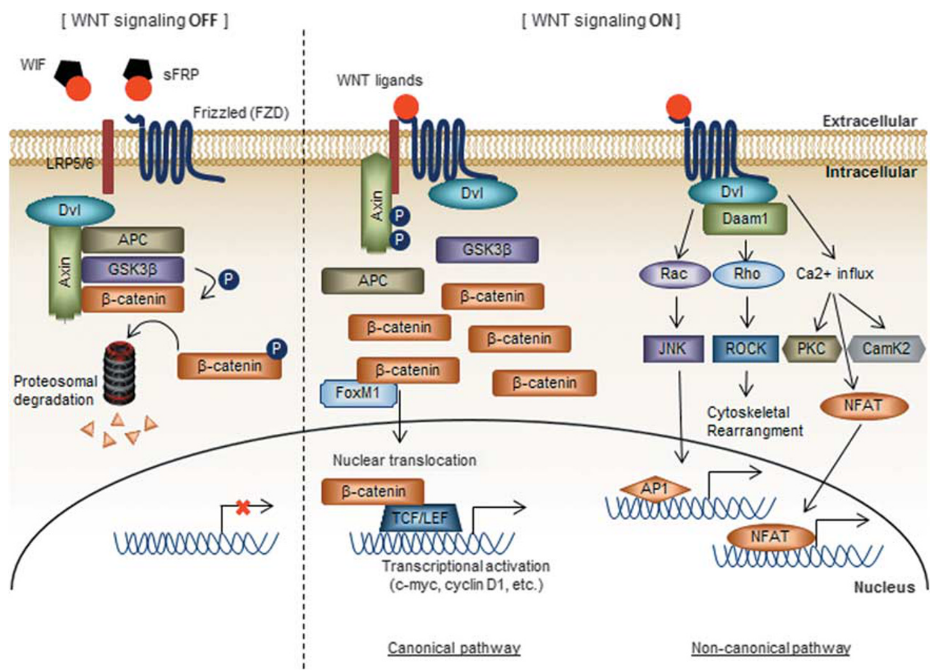 [ WNT signaling OFF ]
[ WNT signaling ON]
WIF
sFRP
Frizzled (FZD)
LRP5/6
Dvl
Axin
APC
GSK3β
β-catenin
P
P
β-catenin
Proteosomal
degradation
WNT ligands
Axin
P
P
Dvl
GSK3β
APC
β-catenin
β-catenin
β-catenin
β-catenin
β-catenin
FoxM1
Nuclear translocation
β-catenin
TCF/LEF
Transcriptional activation
(c-myc, cyclin D1, etc.)
Canonical pathway
Extracellular
Intracellular
Dvl
Daam1
Rac
Rho
Ca2+ influx
JNK
ROCK
PKC
CamK2
Cytoskeletal
Rearrangment
NFAT
AP1
NFAT
Nucleus
Non-canonical pathway